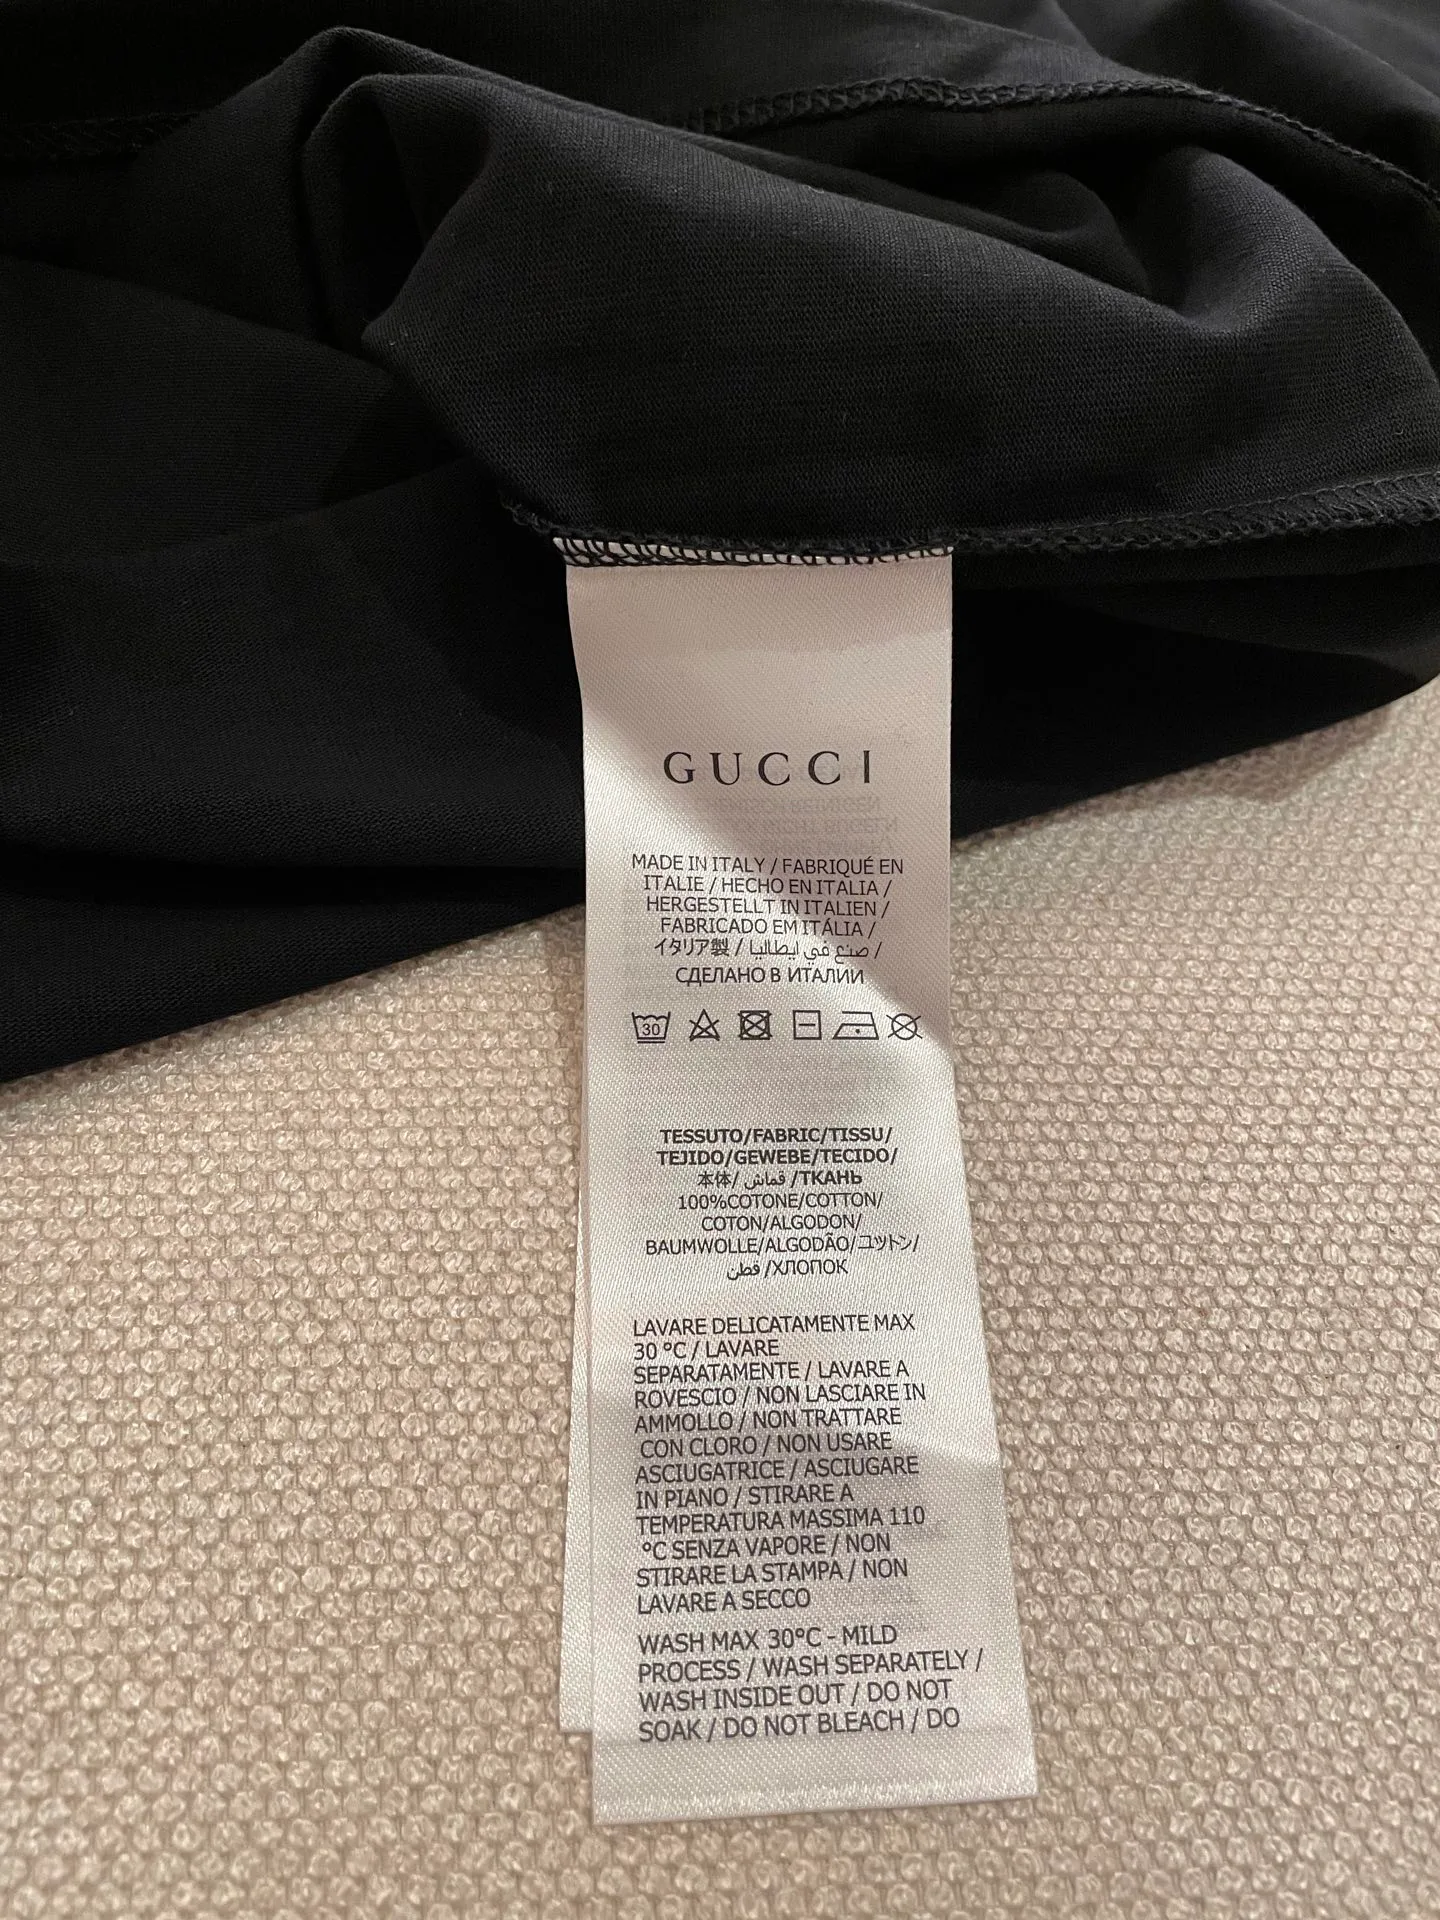 GUCCI
MADE IN ITALY / FABRIQUÉ EN
ITALIE / HECHO EN ITALIA /
HERGESTELLT IN ITALIEN /
FABRICADO EM ITÁLIA /
イタリア製 / صنع في ايطاليا /
СДЕЛАНО В ИТАЛИИ
30
TESSUTO/FABRIC/TISSU/
TEJIDO/GEWEBE/TECIDO/
本体/ قماش /ТКАНЬ
100%COTONE/COTTON/
COTON/ALGODON/
BAUMWOLLE/ALGODÃO/コットン/
قطن /ХЛОПОК
LAVARE DELICATAMENTE MAX
30 °C / LAVARE
SEPARATAMENTE / LAVARE A
ROVESCIO / NON LASCIARE IN
AMMOLLO / NON TRATTARE
CON CLORO / NON USARE
ASCIUGATRICE / ASCIUGARE
IN PIANO / STIRARE A
TEMPERATURA MASSIMA 110
°C SENZA VAPORE / NON
STIRARE LA STAMPA / NON
LAVARE A SECCO
WASH MAX 30°C - MILD
PROCESS / WASH SEPARATELY /
WASH INSIDE OUT / DO NOT
SOAK / DO NOT BLEACH / DO